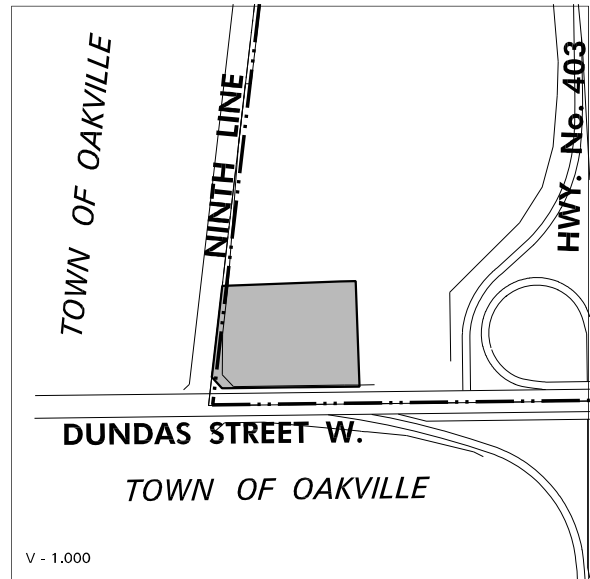 TOWN OF OAKVILLE
NINTH LINE
HWY. No. 403
DUNDAS STREET W.
TOWN OF OAKVILLE
V - 1.000